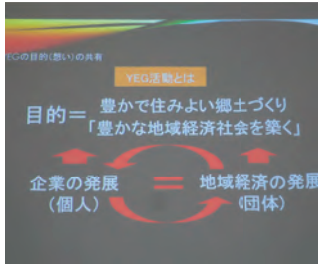 YEGの目的(想い)の共有
YEG活動とは
目的＝
豊かで住みよい郷土づくり
「豊かな地域経済社会を築く」
企業の発展
(個人)
＝
地域経済の発展
(団体)